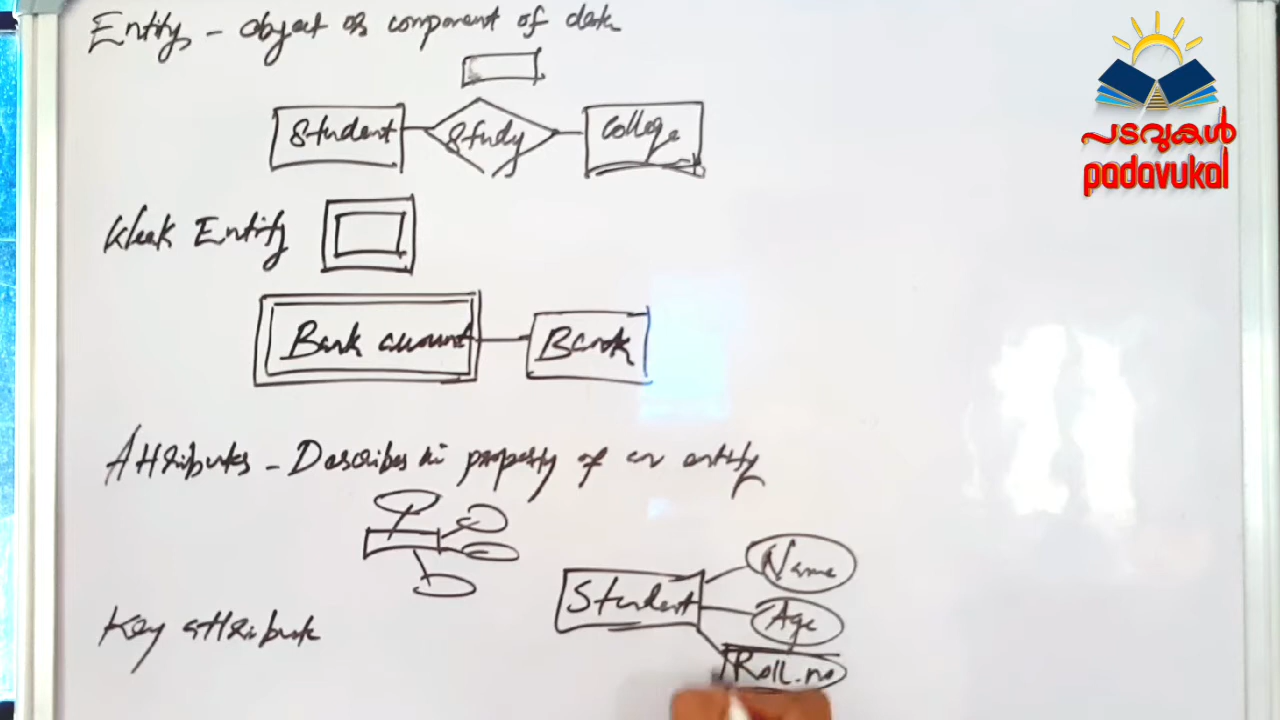 Entity - object or component of data
Student
Study
College
Weak Entity
Bank account
Bank
Attributes - Describes the property of an entity
Student
Name
Age
Roll.no
Key attribute
പടവുകൾ
padavukal